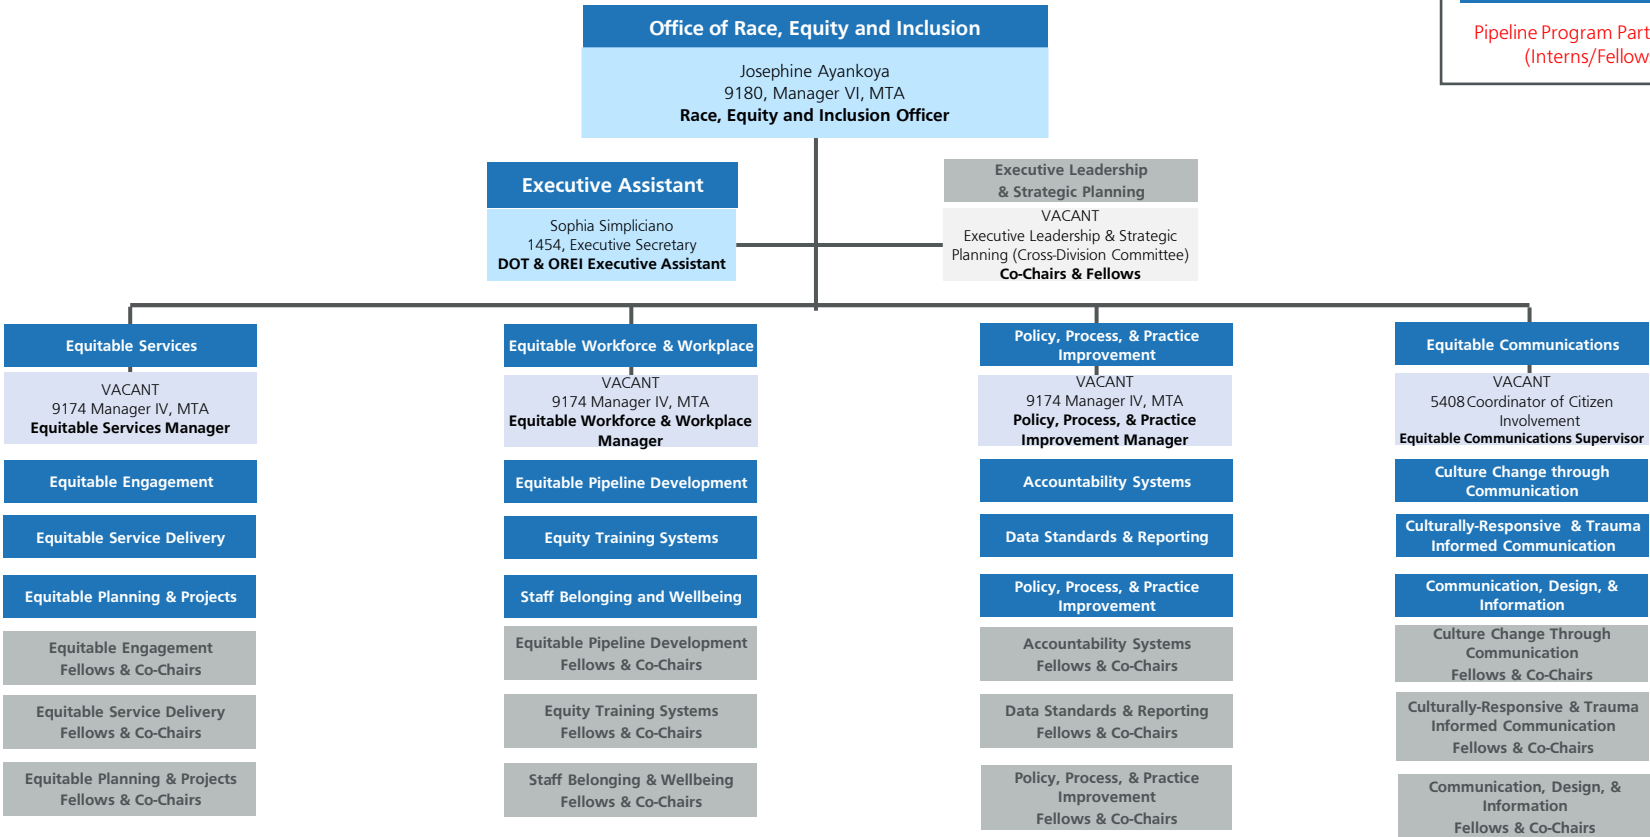 Office of Race, Equity and Inclusion
Josephine Ayankoya
9180, Manager VI, MTA
Race, Equity and Inclusion Officer
Pipeline Program
(Interns/
Executive Assistant
Sophia Simpliciano
1454, Executive Secretary
DOT & OREI Executive Assistant
Executive Leadership
& Strategic Planning
VACANT
Executive Leadership & Strategic
Planning (Cross-Division Committee)
Co-Chairs & Fellows
Equitable Services
VACANT
9174 Manager IV, MTA
Equitable Services Manager
Equitable Engagement
Equitable Service Delivery
Equitable Planning & Projects
Equitable Engagement
Fellows & Co-Chairs
Equitable Service Delivery
Fellows & Co-Chairs
Equitable Planning & Projects
Fellows & Co-Chairs
Equitable Workforce & Workplace
VACANT
9174 Manager IV, MTA
Equitable Workforce & Workplace
Manager
Equitable Pipeline Development
Equity Training Systems
Staff Belonging and Wellbeing
Equitable Pipeline Development
Fellows & Co-Chairs
Equity Training Systems
Fellows & Co-Chairs
Staff Belonging & Wellbeing
Fellows & Co-Chairs
Policy, Process, & Practice
Improvement
VACANT
9174 Manager IV, MTA
Policy, Process, & Practice
Improvement Manager
Accountability Systems
Data Standards & Reporting
Policy, Process, & Practice
Improvement
Accountability Systems
Fellows & Co-Chairs
Data Standards & Reporting
Fellows & Co-Chairs
Policy, Process, & Practice
Improvement
Fellows & Co-Chairs
Equitable Communications
VACANT
5408 Coordinator of Citizen
Involvement
Equitable Communications Supervisor
Culture Change through
Communication
Culturally-Responsive & Trauma
Informed Communication
Communication, Design, &
Information
Culture Change Through
Communication
Fellows & Co-Chairs
Culturally-Responsive & Trauma
Informed Communication
Fellows & Co-Chairs
Communication, Design, &
Information
Fellows & Co-Chairs